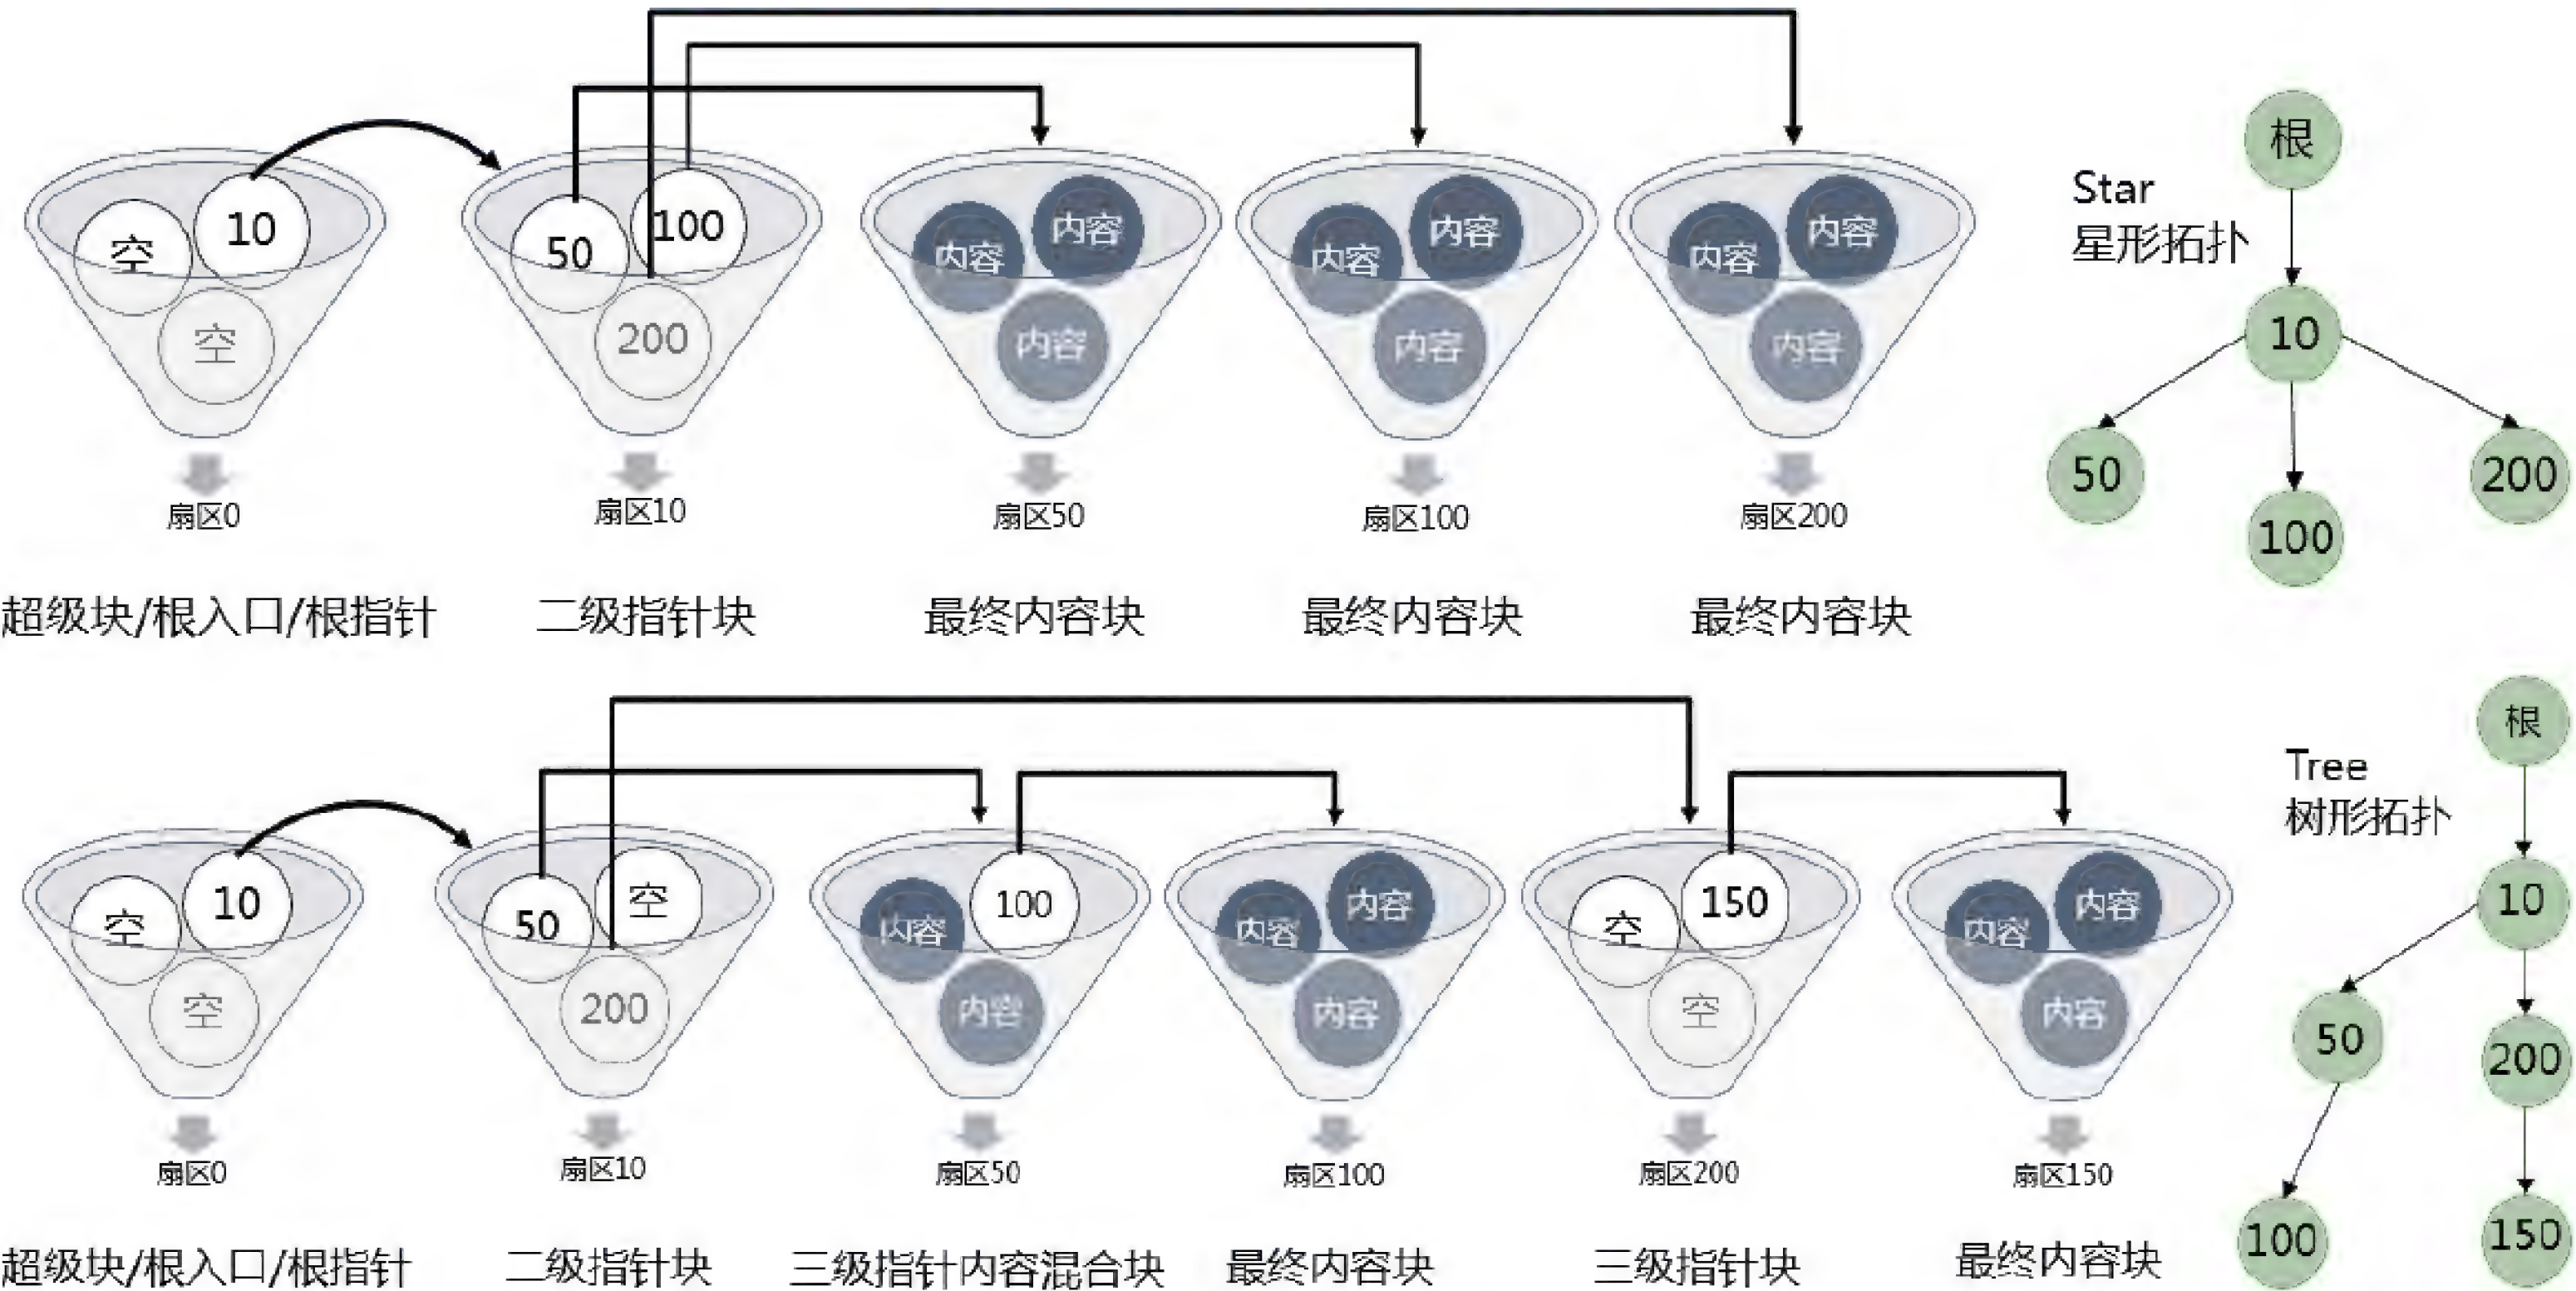 空
10
空
50
100
200
内容
内容
内容
内容
内容
内容
内容
内容
内容
扇区0
扇区10
扇区50
扇区100
扇区200
超级块/根入口/根指针
二级指针块
最终内容块
最终内容块
最终内容块
Star
星形拓扑
根
10
50
100
200
空
10
空
50
空
200
内容
100
内容
内容
内容
内容
空
150
空
内容
内容
内容
扇区0
扇区10
扇区50
扇区100
扇区200
扇区150
超级块/根入口/根指针
二级指针块
三级指针内容混合块
最终内容块
三级指针块
最终内容块
Tree
树形拓扑
根
10
50
200
100
150